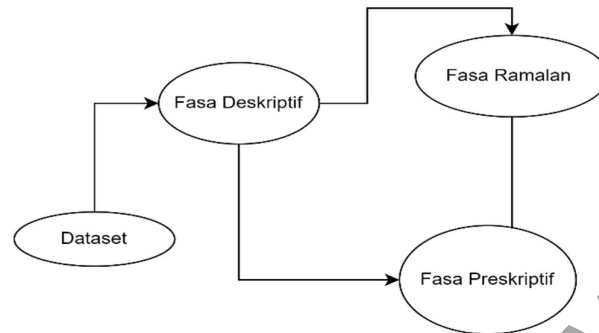 Fasa Ramalan
Fasa Deskriptif
Dataset
Fasa Preskriptif